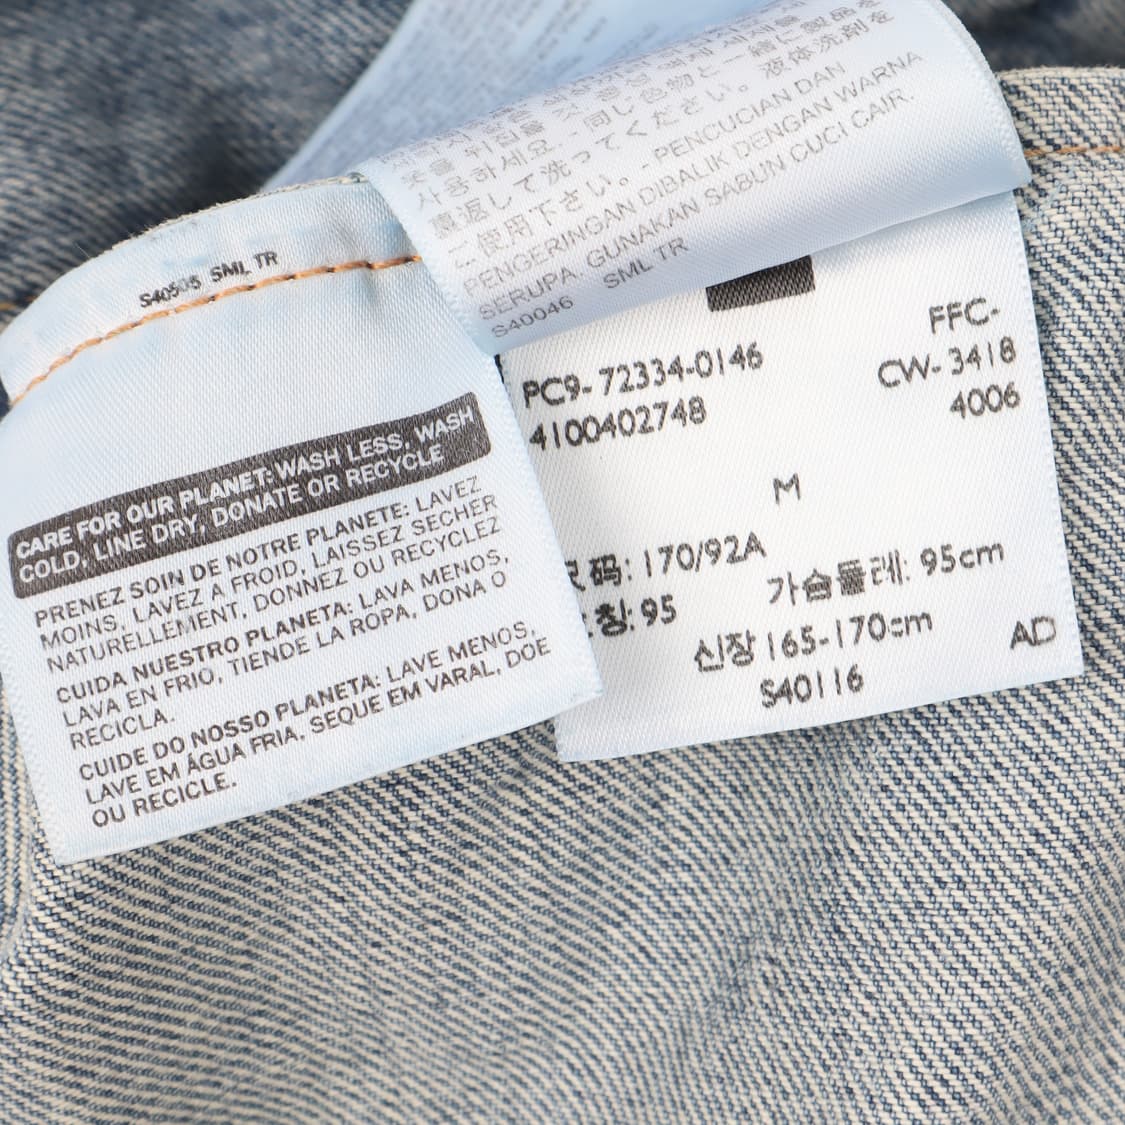 S40505 SML TR
CARE FOR OUR PLANET: WASH LESS, WASH
COLD, LINE DRY, DONATE OR RECYCLE
PRENEZ SOIN DE NOTRE PLANETE: LAVEZ
MOINS, LAVEZ A FROID, LAISSEZ SECHER
NATURELLEMENT, DONNEZ OU RECYCLEZ
CUIDA NUESTRO PLANETA: LAVA MENOS,
LAVA EN FRIO, TIENDE LA ROPA, DONA O
RECICLA.
CUIDE DO NOSSO PLANETA: LAVE MENOS,
LAVE EM ÁGUA FRIA, SEQUE EM VARAL, DOE
OU RECICLE.
사용하세요. -同じ色物と一緒に製品を
裏返して洗ってください。 液体洗剤を
ご使用下さい。 - PENCUCIAN DAN
PENGERINGAN DIBALIK DENGAN WARNA
SERUPA. GUNAKAN SABUN CUCI CAIR.
S40046 SML TR
FFC-
PC9- 72334-0146 CW- 3418
4100402748 4006
M
码: 170/92A
가슴둘레: 95cm
칭: 95
신장 165-170cm AD
S40116